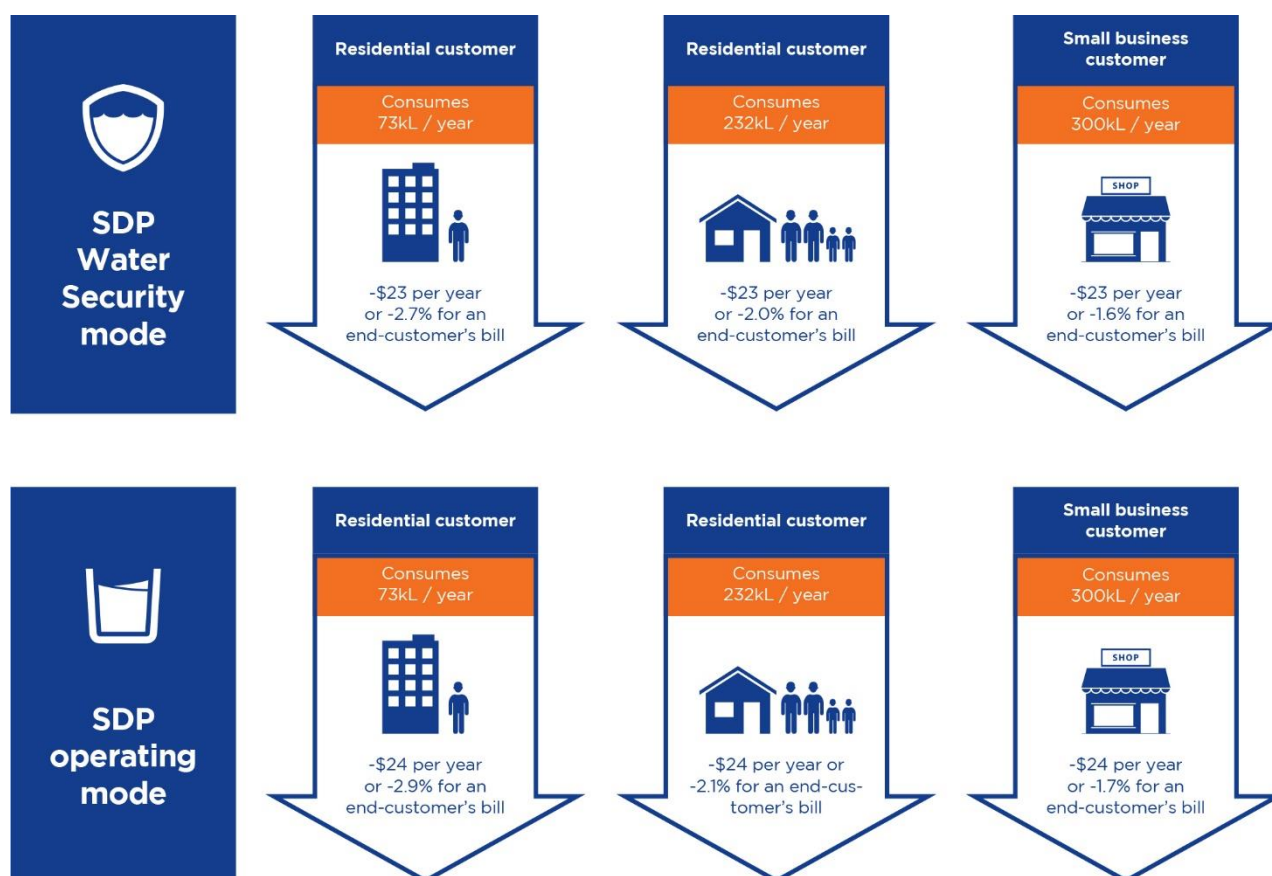 SDP
Water
Security
mode
Residential customer
Consumes
73kL / year
-$23 per year
or -2.7% for an
end-customer's bill
Residential customer
Consumes
232kL / year
-$23 per year
or -2.0% for an
end-customer's bill
Small business
customer
Consumes
300kL / year
SHOP
-$23 per year
or -1.6% for an
end-customer's bill
SDP
operating
mode
Residential customer
Consumes
73kL / year
-$24 per year
or -2.9% for an
end-customer's bill
Residential customer
Consumes
232kL / year
-$24 per year or
-2.1% for an end-cus-
tomer's bill
Small business
customer
Consumes
300kL / year
SHOP
-$24 per year
or -1.7% for an
end-customer's bill